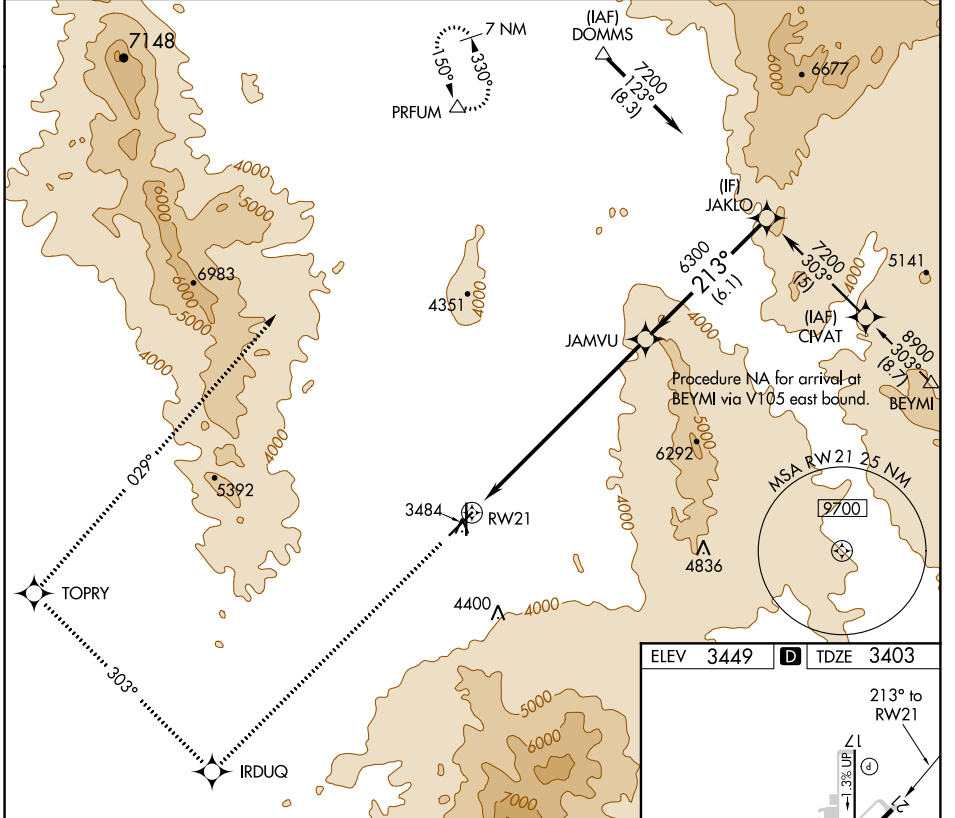 7148
(IAF)
DOMMS
7 NM
330°
150°
PRFUM
7200
123°
(8.3)
6000
6677
4000
5000
6000
(IF)
JAKLO
6983
6000
5000
4000
4351
4000
6300
213°
(6.1)
7200
303°
(5)
4000
5141
(IAF)
CIVAT
8900
303°
(8.7)
BEYMI
JAMVU
4000
Procedure NA for arrival at
BEYMI via V105 east bound.
5000
6292
4000
029°
5392
4000
3484
RW21
MSA RW21 25 NM
9700
4836
TOPRY
4400
4000
303°
IRDUQ
5000
6000
7000
ELEV 3449 D TDZE 3403
213° to
RW21
17
P
1.3% UP
21